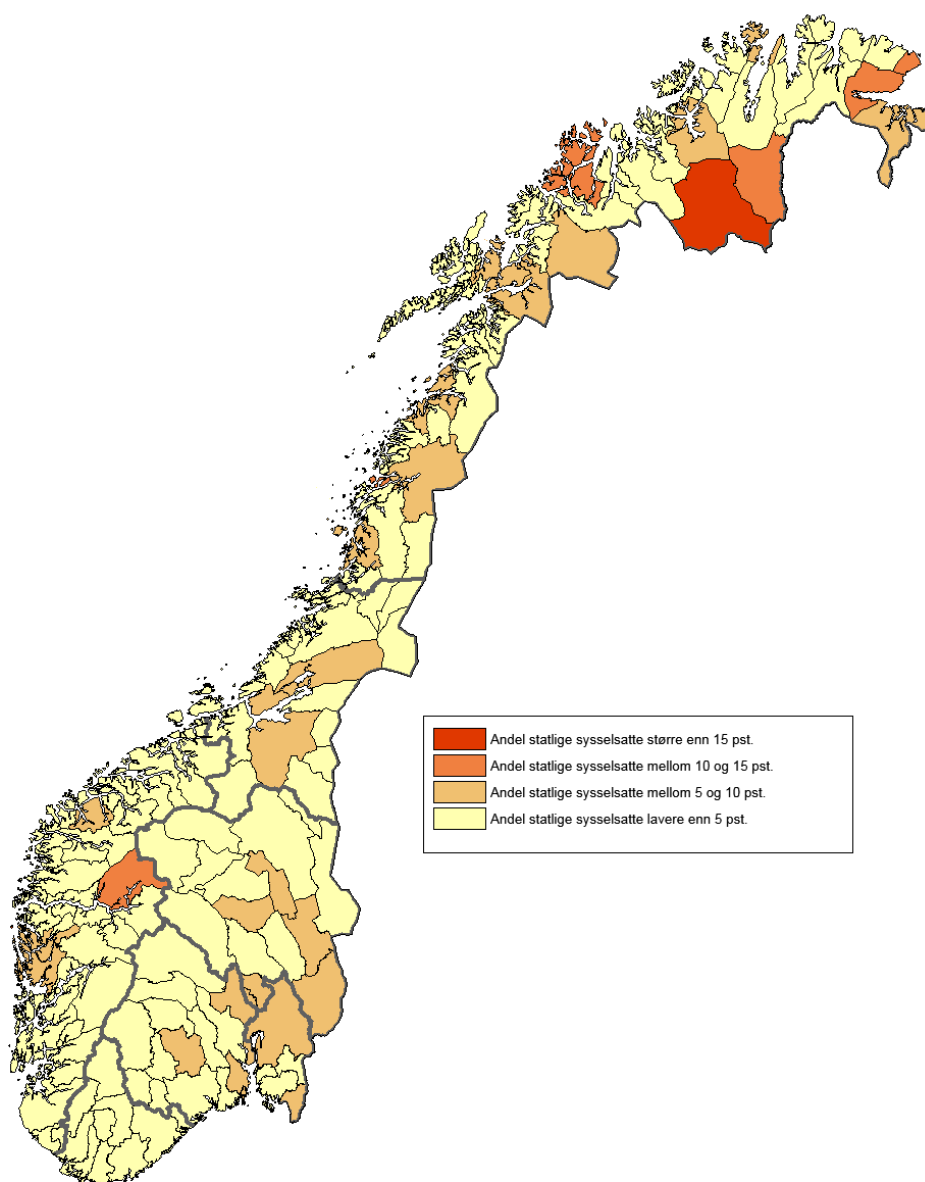 Andel statlige sysselsatte større enn 15 pst.
Andel statlige sysselsatte mellom 10 og 15 pst.
Andel statlige sysselsatte mellom 5 og 10 pst.
Andel statlige sysselsatte lavere enn 5 pst.